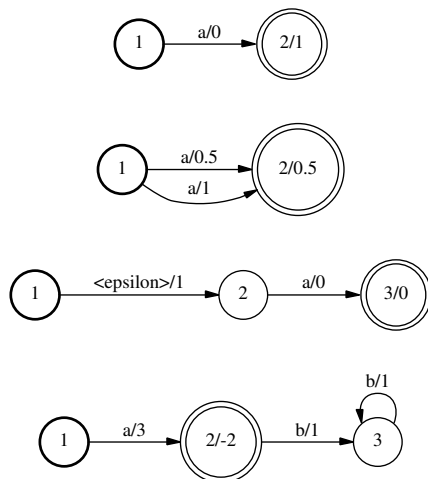 a/0
1 2/1
a/0.5
1 2/0.5
a/1
<epsilon>/1 a/0
1 2 3/0
b/1
a/3 b/1
1 2/-2 3